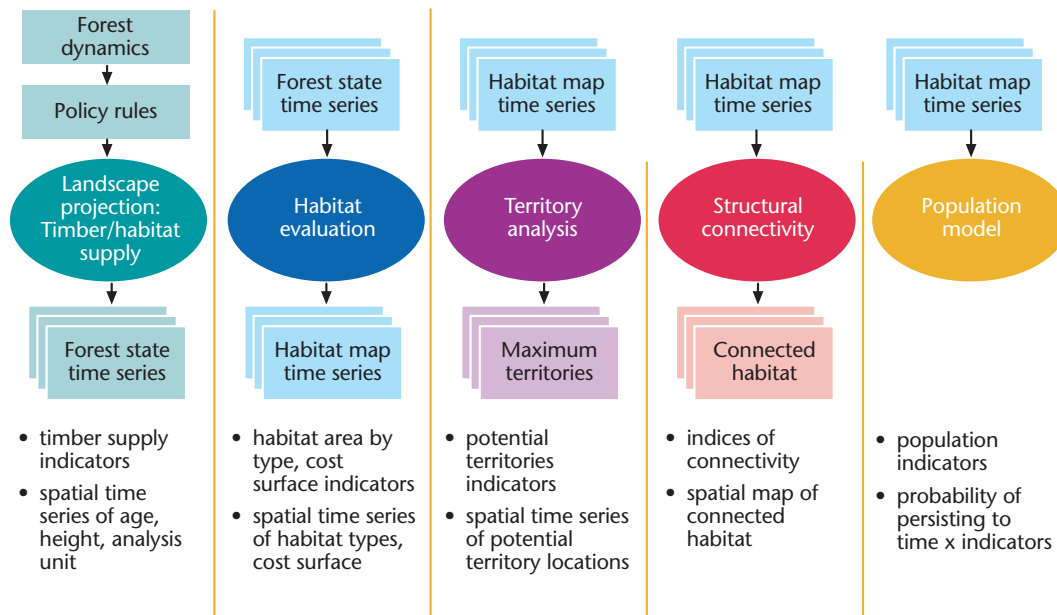 Forest
dynamics
Policy rules
Landscape
projection:
Timber/habitat
supply
Forest state
time series
• timber supply
indicators
• spatial time
series of age,
height, analysis
unit
Forest state
time series
Habitat
evaluation
Habitat map
time series
• habitat area by
type, cost
surface indicators
• spatial time series
of habitat types,
cost surface
Habitat map
time series
Territory
analysis
Maximum
territories
• potential
territories
indicators
• spatial time series
of potential
territory locations
Habitat map
time series
Structural
connectivity
Connected
habitat
• indices of
connectivity
• spatial map of
connected
habitat
Habitat map
time series
Population
model
• population
indicators
• probability of
persisting to
time x indicators